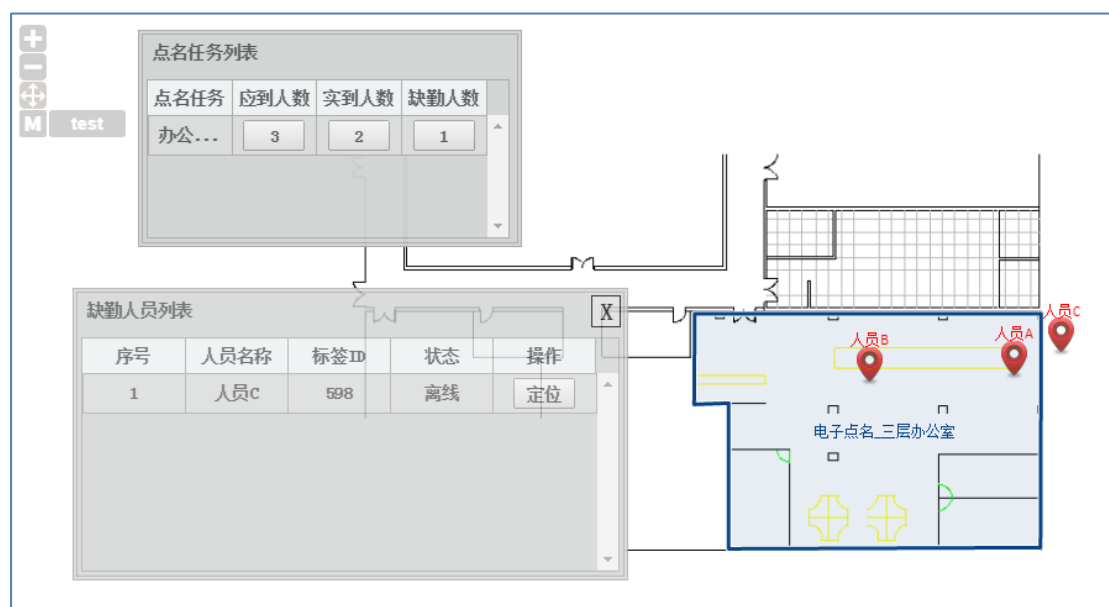 点名任务列表
点名任务 应到人数 实到人数 缺勤人数
办公... 3 2 1
M test
缺勤人员列表 X
序号 人员名称 标签ID 状态 操作
1 人员C 598 离线 定位
人员C
人员B 人员A
电子点名_三层办公室